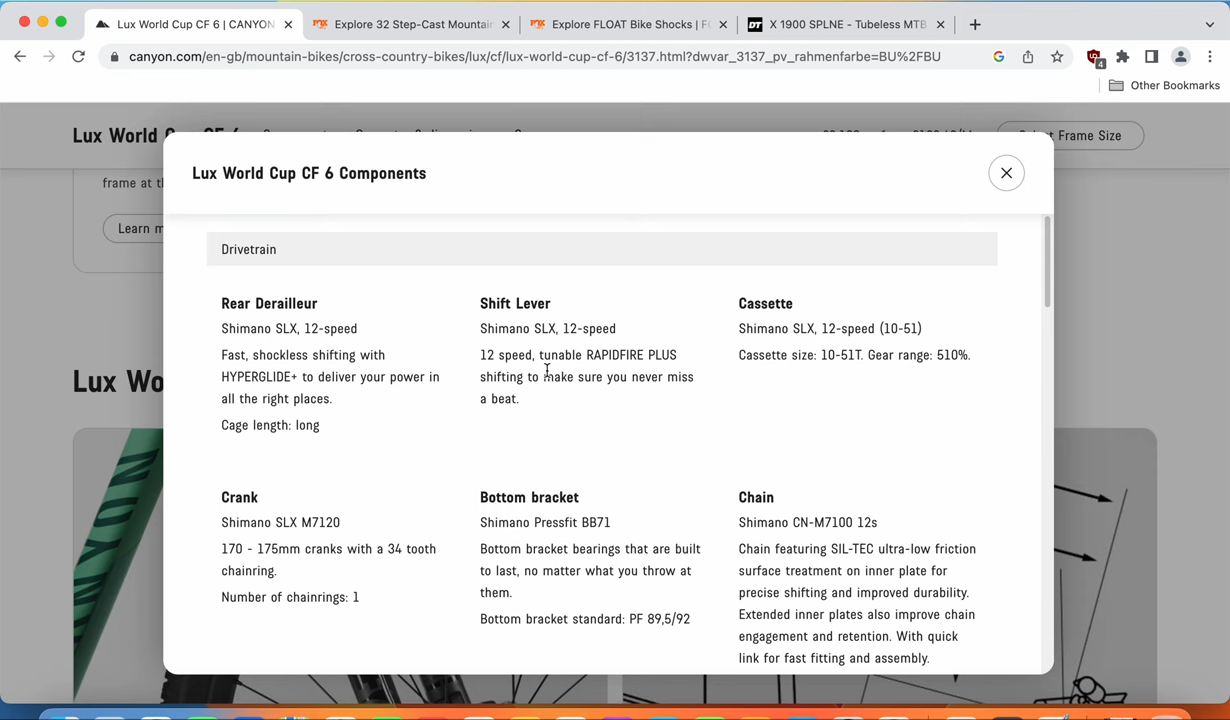 Lux World Cup CF 6 | CANYON
Explore 32 Step-Cast Mountain
Explore FLOAT Bike Shocks | FO
X 1900 SPLNE - Tubeless MTB
canyon.com/en-gb/mountain-bikes/cross-country-bikes/lux/cf/lux-world-cup-cf-6/3137.html?dwvar_3137_pv_rahmenfarbe=BU%2FBU
4
Other Bookmarks
Lux World
Frame Size
frame at th
Learn m
Lux Wo
Lux World Cup CF 6 Components
Drivetrain
Rear Derailleur
Shimano SLX, 12-speed
Fast, shockless shifting with
HYPERGLIDE+ to deliver your power in
all the right places.
Cage length: long
Shift Lever
Shimano SLX, 12-speed
12 speed, tunable RAPIDFIRE PLUS
shifting to make sure you never miss
a beat.
Cassette
Shimano SLX, 12-speed (10-51)
Cassette size: 10-51T. Gear range: 510%.
Crank
Shimano SLX M7120
170 - 175mm cranks with a 34 tooth
chainring.
Number of chainrings: 1
Bottom bracket
Shimano Pressfit BB71
Bottom bracket bearings that are built
to last, no matter what you throw at
them.
Bottom bracket standard: PF 89,5/92
Chain
Shimano CN-M7100 12s
Chain featuring SIL-TEC ultra-low friction
surface treatment on inner plate for
precise shifting and improved durability.
Extended inner plates also improve chain
engagement and retention. With quick
link for fast fitting and assembly.